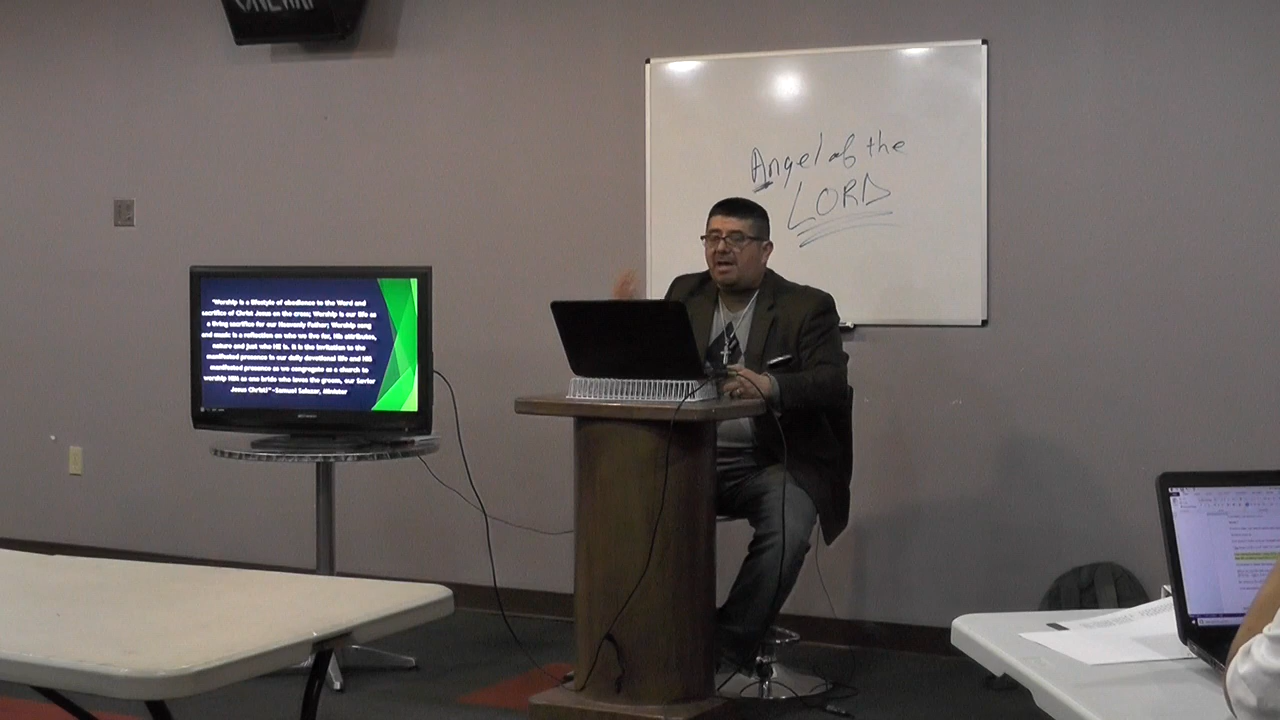 Angel of the
LORD
"Worship is a lifestyle of obedience to the Word and
sacrifice of Christ Jesus on the cross; Worship is our life as
a living sacrifice for our Heavenly Father; Worship song
and music is a reflection on who we live for, His attributes,
nature and just who HE is. It is the invitation to the
manifested presence in our daily devotional life and HIS
manifested presence as we congregate as a church to
worship HIM as one bride who loves the groom, our Savior
Jesus Christ!" -Samuel Salazar, Minister